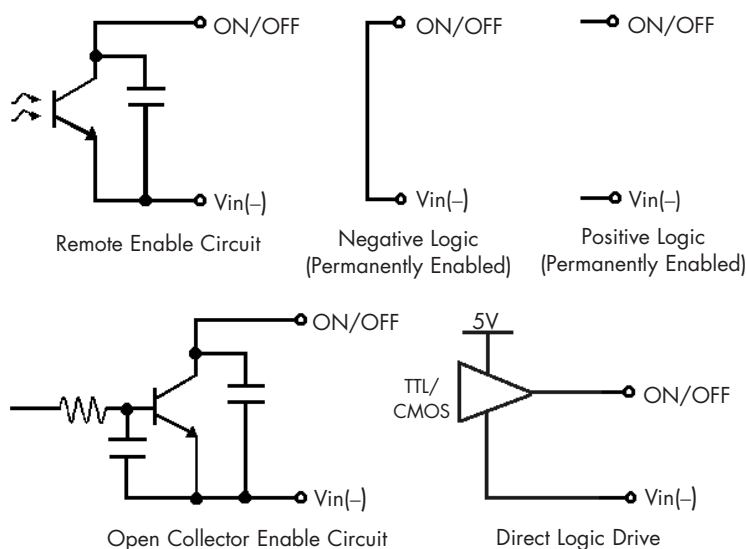 ON/OFF
Vin(–)
Remote Enable Circuit
ON/OFF
Vin(–)
Negative Logic
(Permanently Enabled)
ON/OFF
Vin(–)
Positive Logic
(Permanently Enabled)
ON/OFF
Vin(–)
Open Collector Enable Circuit
5V
TTL/
CMOS
ON/OFF
Vin(–)
Direct Logic Drive